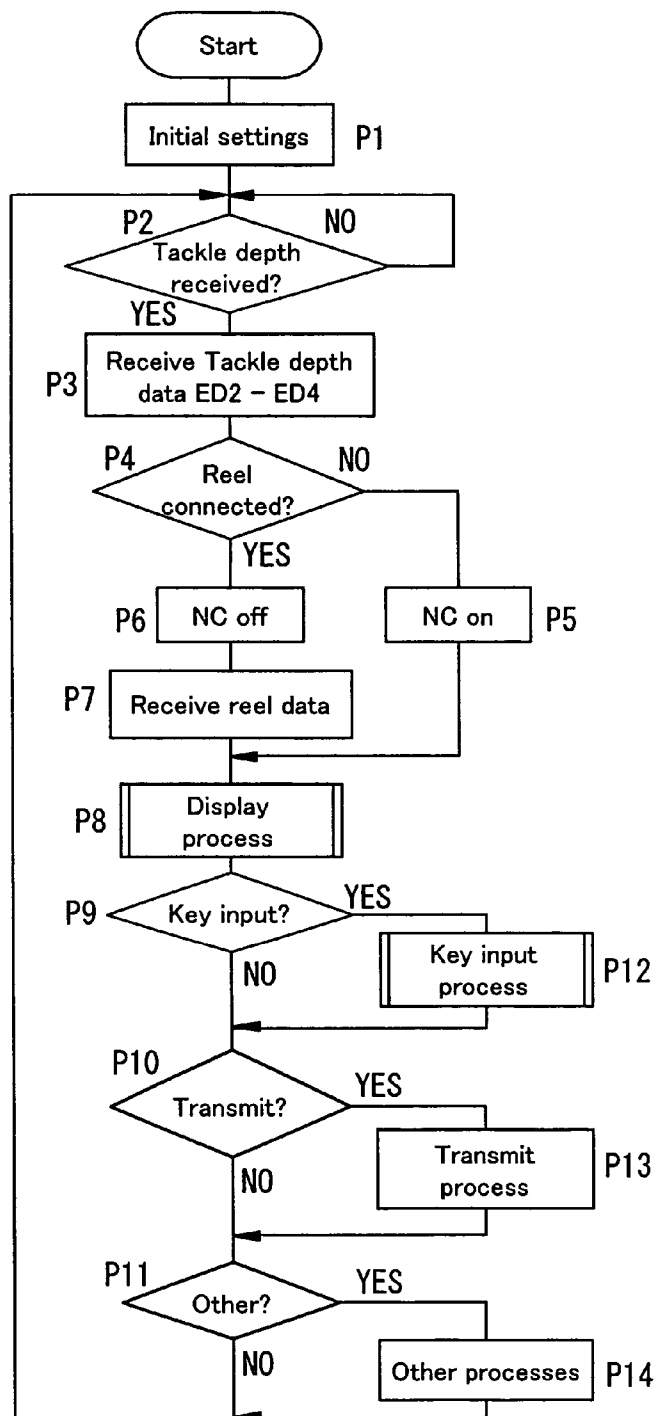 Start
Initial settings
P1
P2
NO
Tackle depth
received?
YES
P3
Receive Tackle depth
data ED2 - ED4
P4
NO
Reel
connected?
YES
P6
NC off
NC on
P5
P7
Receive reel data
P8
Display
process
P9
Key input?
YES
NO
Key input
process
P12
P10
YES
Transmit?
NO
Transmit
process
P13
P11
YES
Other?
NO
Other processes
P14